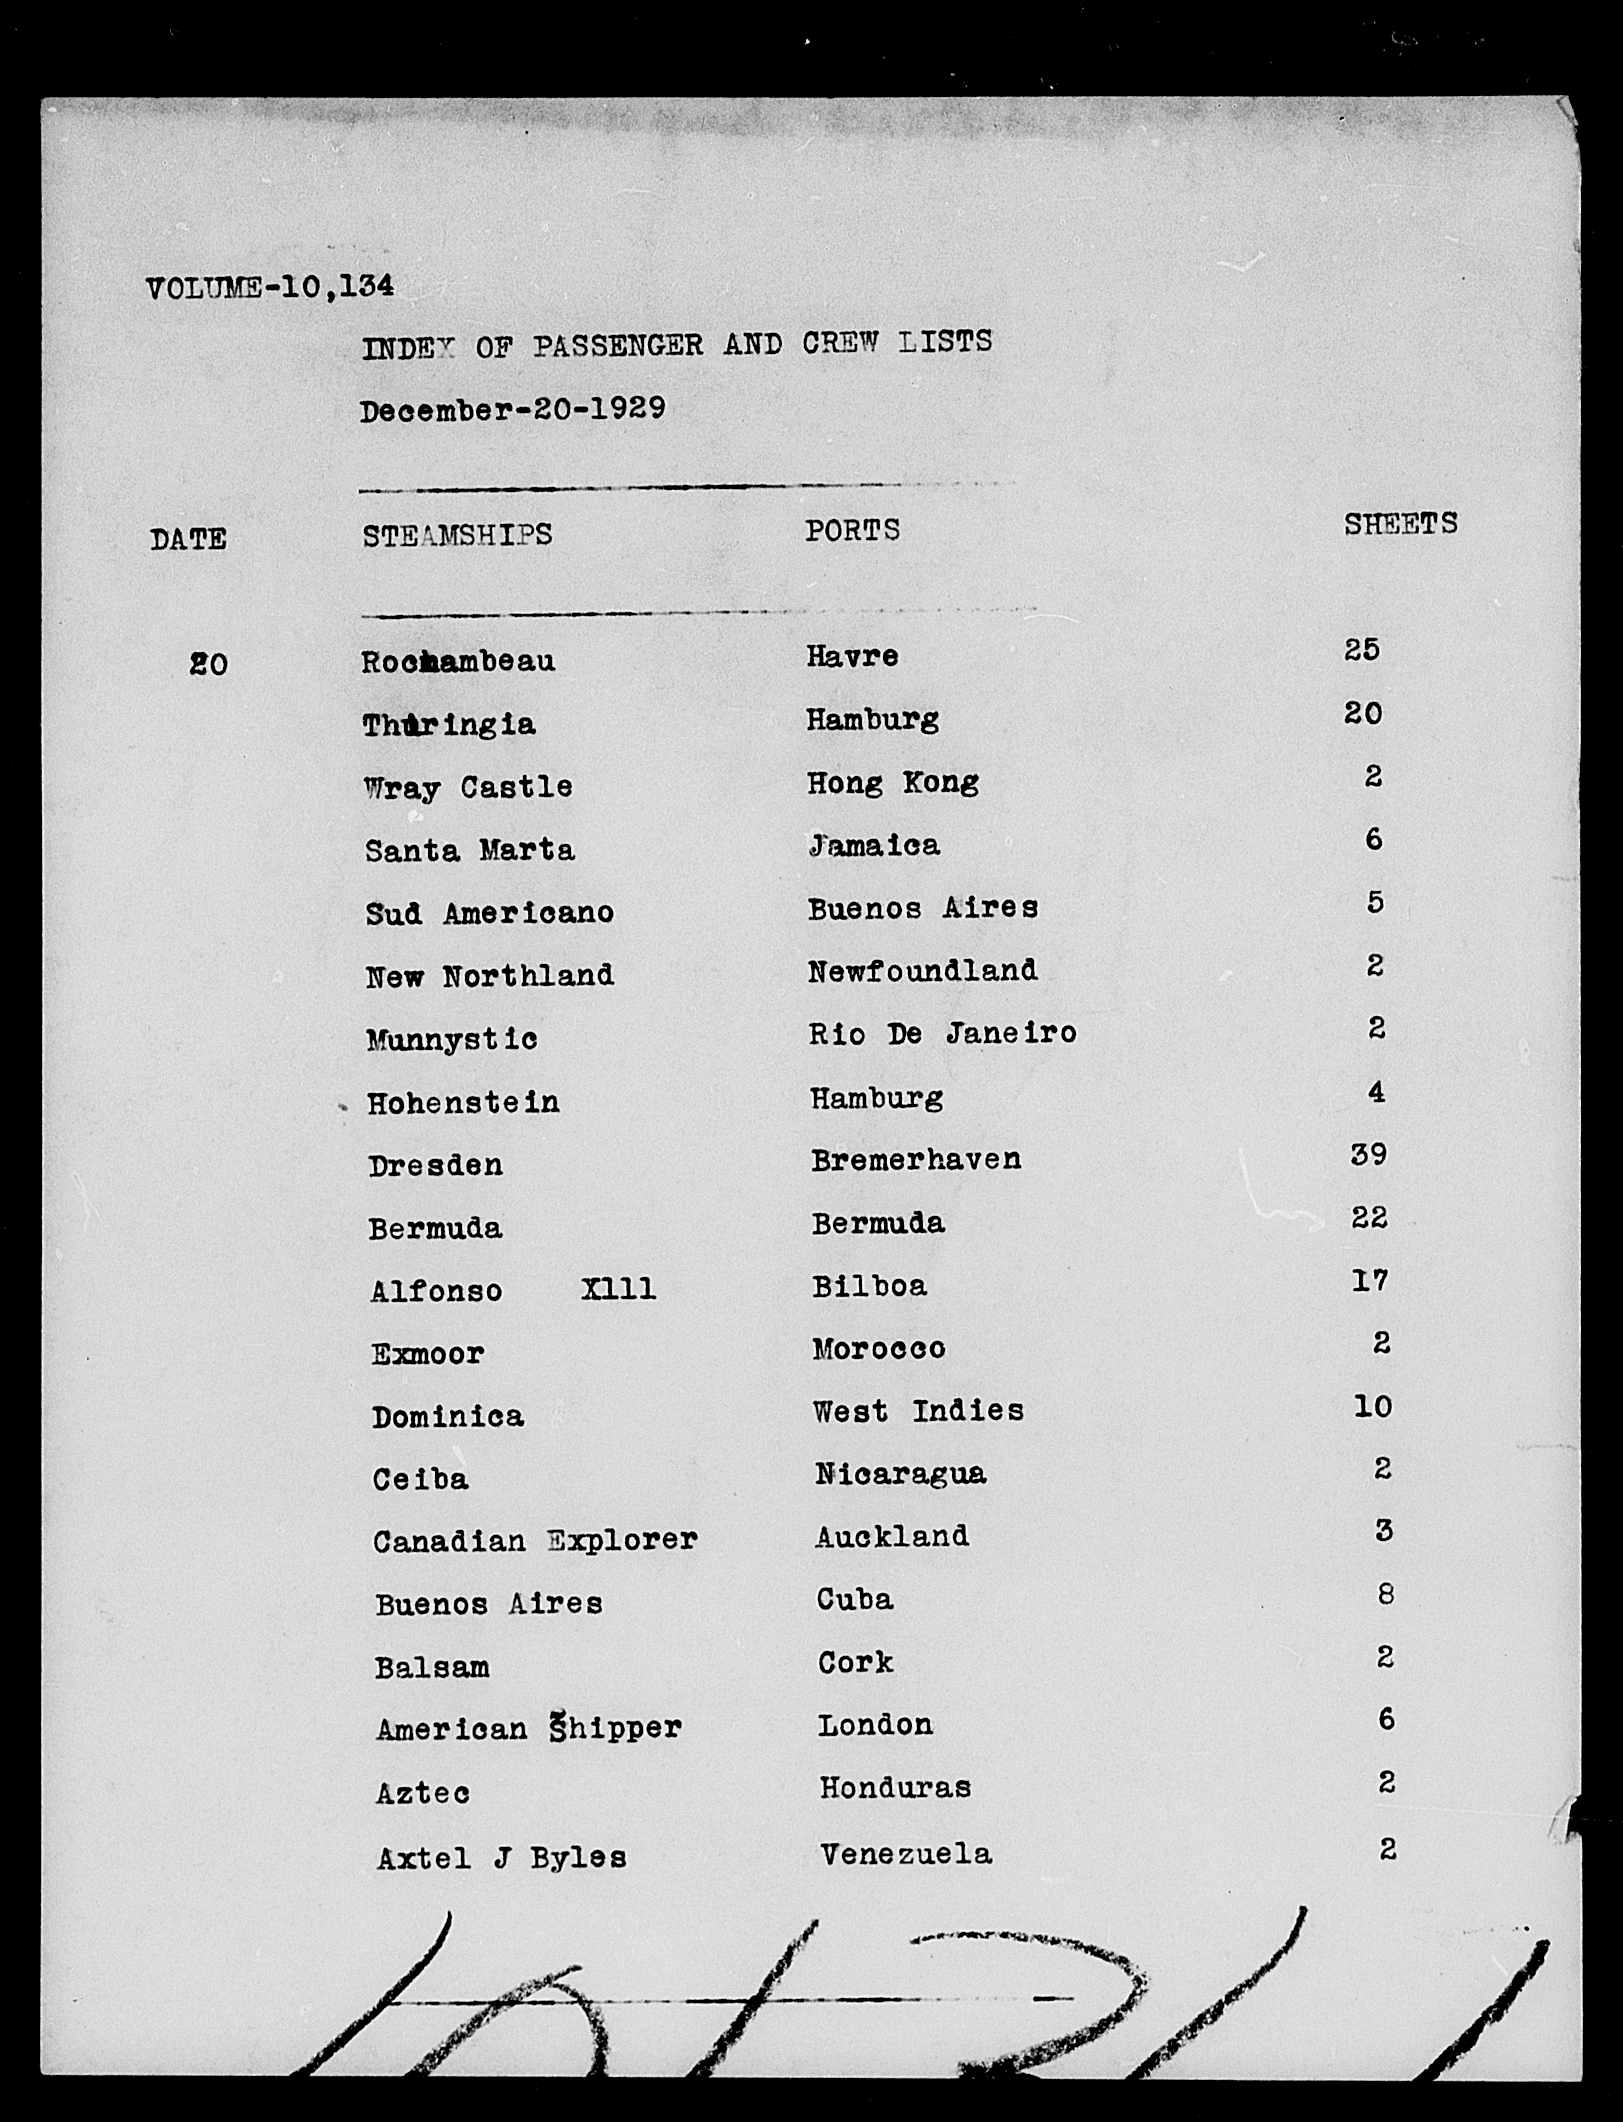 VOLUME-10,134
INDEX OF PASSENGER AND CREW LISTS
December-20-1929
DATE STEAMSHIPS PORTS SHEETS
20 Rochambeau Havre 25
Thuringia Hamburg 20
Wray Castle Hong Kong 2
Santa Marta Jamaica 6
Sud Americano Buenos Aires 5
New Northland Newfoundland 2
Munnystic Rio De Janeiro 2
Hohenstein Hamburg 4
Dresden Bremerhaven 39
Bermuda Bermuda 22
Alfonso X111 Bilboa 17
Exmoor Morocco 2
Dominica West Indies 10
Ceiba Nicaragua 2
Canadian Explorer Auckland 3
Buenos Aires Cuba 8
Balsam Cork 2
American Shipper London 6
Aztec Honduras 2
Axtel J Byles Venezuela 2